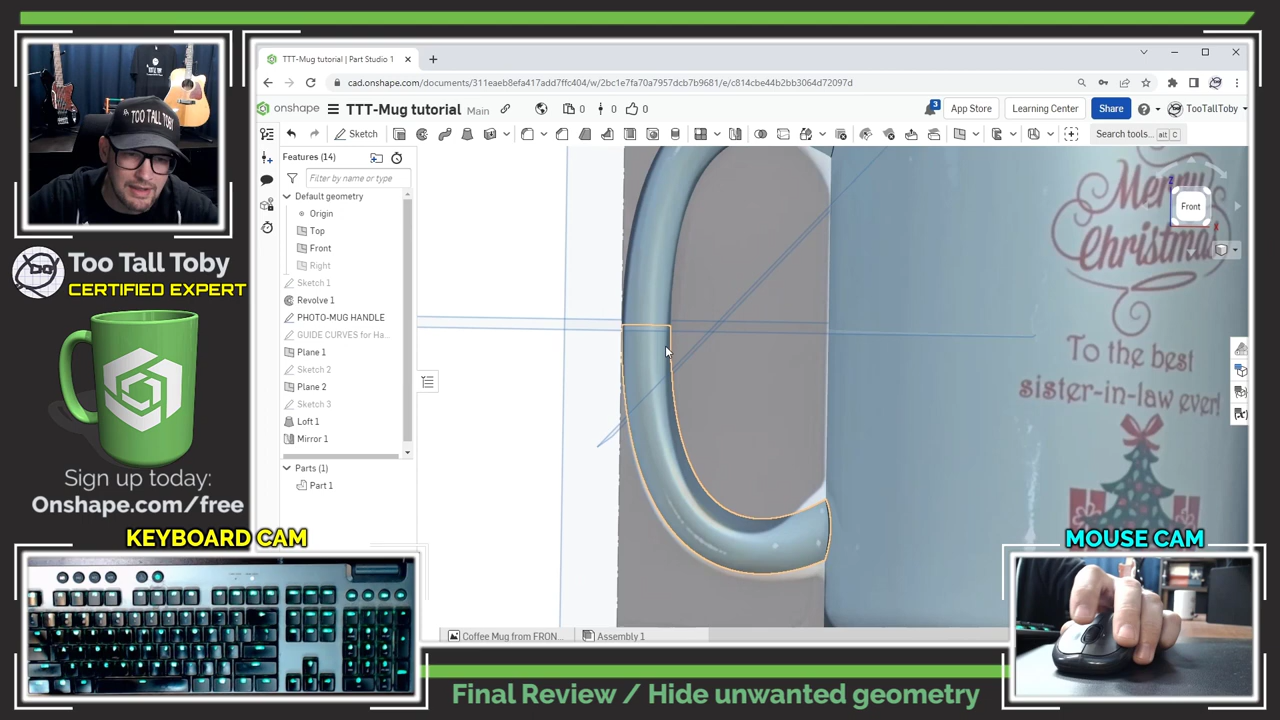 TTT-Mug tutorial | Part Studio 1
cad.onshape.com/documents/311eaeb8efa417add7ffc404/w/2bc1e7fa70a7957dcb7b9681/e/c814cbe44b2bb3064d72097d
onshape
TTT-Mug tutorial Main
0 0 0
3
App Store
Learning Center
Share
TooTallToby
Sketch
Search tools...
alt C
Features (14)
Filter by name or type
Default geometry
Origin
Top
Front
Right
Sketch 1
Revolve 1
PHOTO-MUG HANDLE
GUIDE CURVES for Ha...
Plane 1
Sketch 2
Plane 2
Sketch 3
Loft 1
Mirror 1
Parts (1)
Part 1
Merry
Christmas
To the best
sister-in-law ever!
Z
Front
X
Coffee Mug from FRON...
Assembly 1
TOO TALL TOBY
Too Tall Toby
CERTIFIED EXPERT
Sign up today:
Onshape.com/free
KEYBOARD CAM
MOUSE CAM
Final Review / Hide unwanted geometry